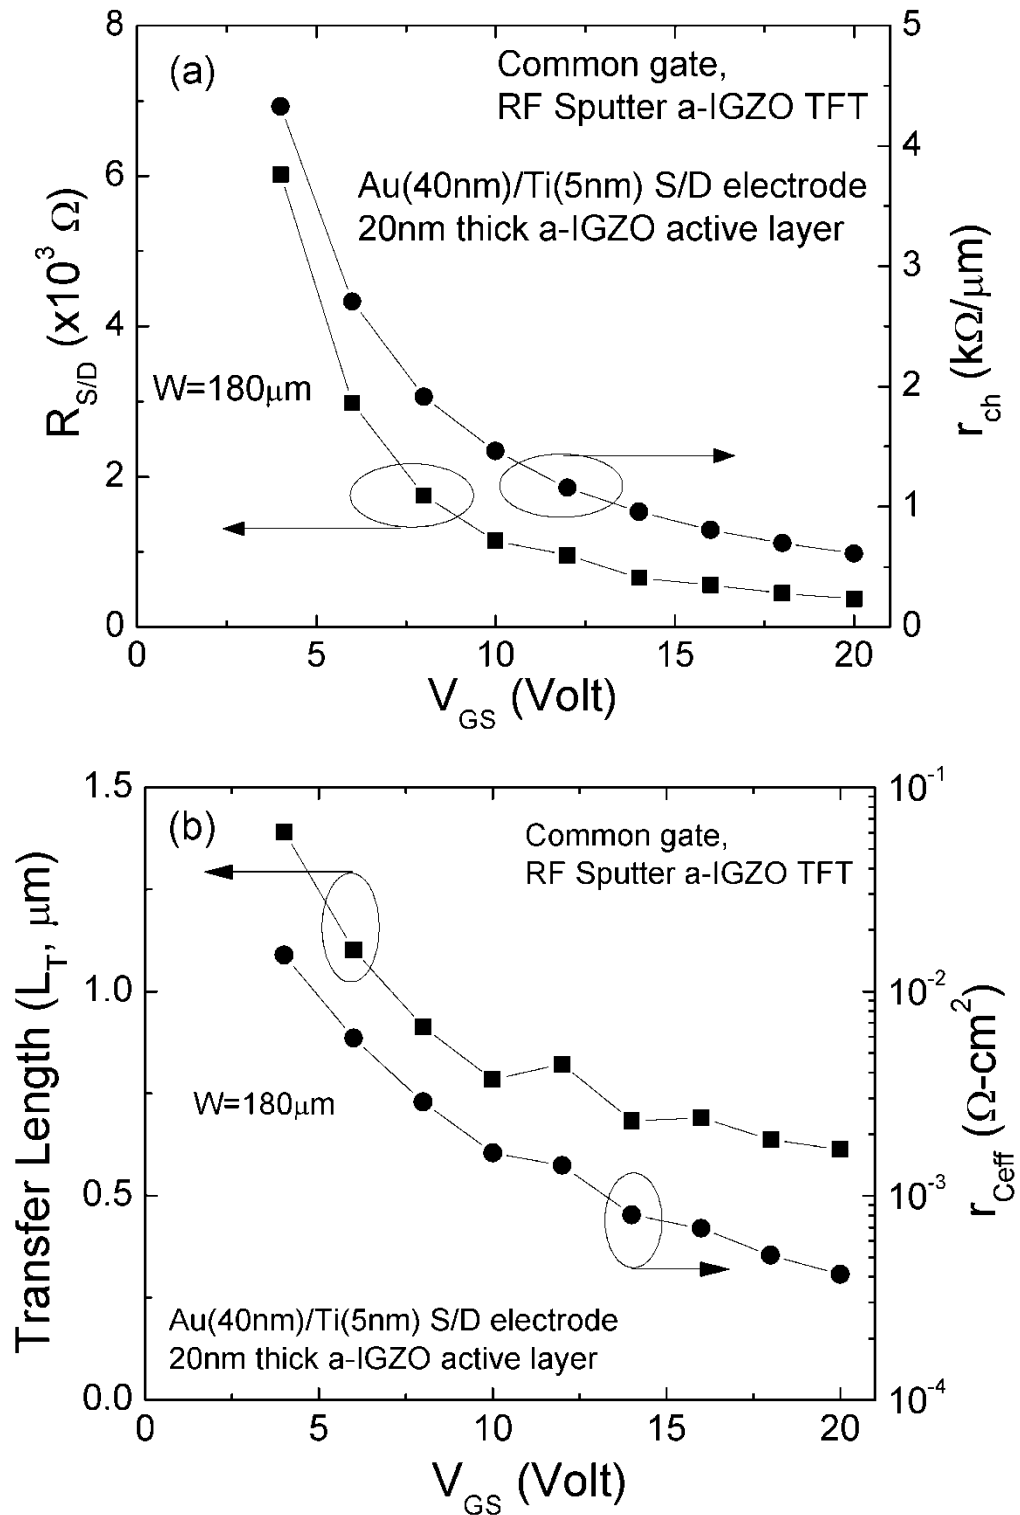 (a)
Common gate,
RF Sputter a-IGZO TFT
Au(40nm)/Ti(5nm) S/D electrode
20nm thick a-IGZO active layer
W=180μm
R_S/D (x10³ Ω)
8
6
4
2
0
r_ch (kΩ/μm)
5
4
3
2
1
0
0 5 10 15 20
V_GS (Volt)
(b)
Common gate,
RF Sputter a-IGZO TFT
W=180μm
Au(40nm)/Ti(5nm) S/D electrode
20nm thick a-IGZO active layer
Transfer Length (L_T, μm)
1.5
1.0
0.5
0.0
r_Ceff (Ω-cm²)
10⁻¹
10⁻²
10⁻³
10⁻⁴
0 5 10 15 20
V_GS (Volt)